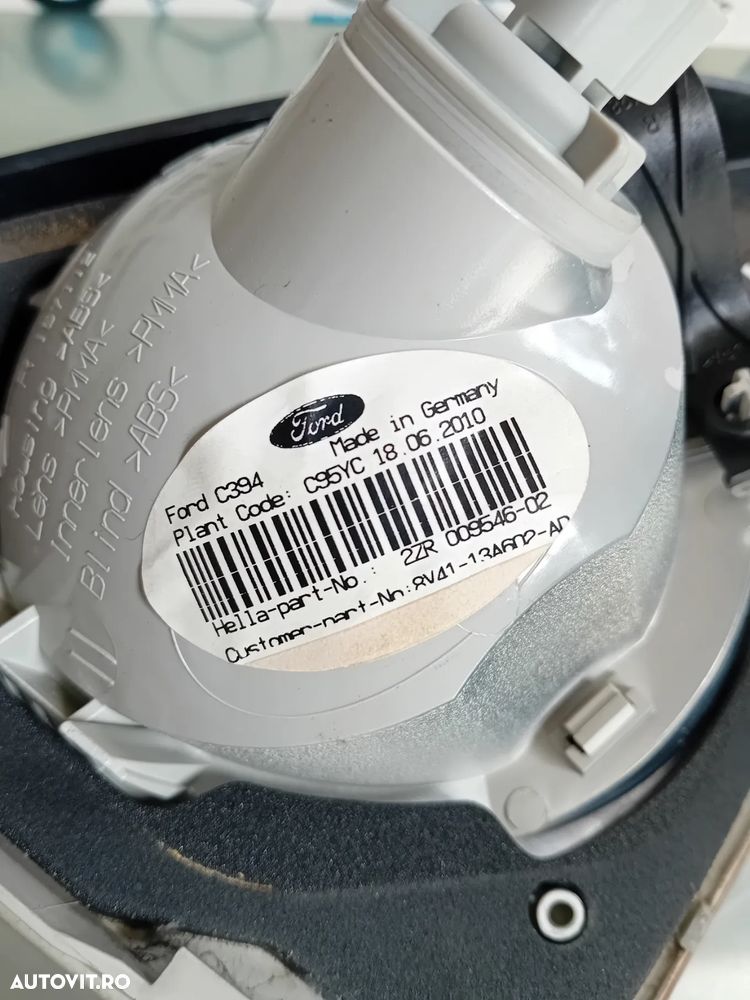 Housing >ABS<
Lens >PMMA<
Innerlens >PMMA<
Blind >ABS<
Ford
Made in Germany
Ford C394
Plant Code: C95YC 18.06.2010
Hella-part-No.: 2ZR 009546-02
Customer-part-No:8V41-13A602-AD
AUTOVIT.RO